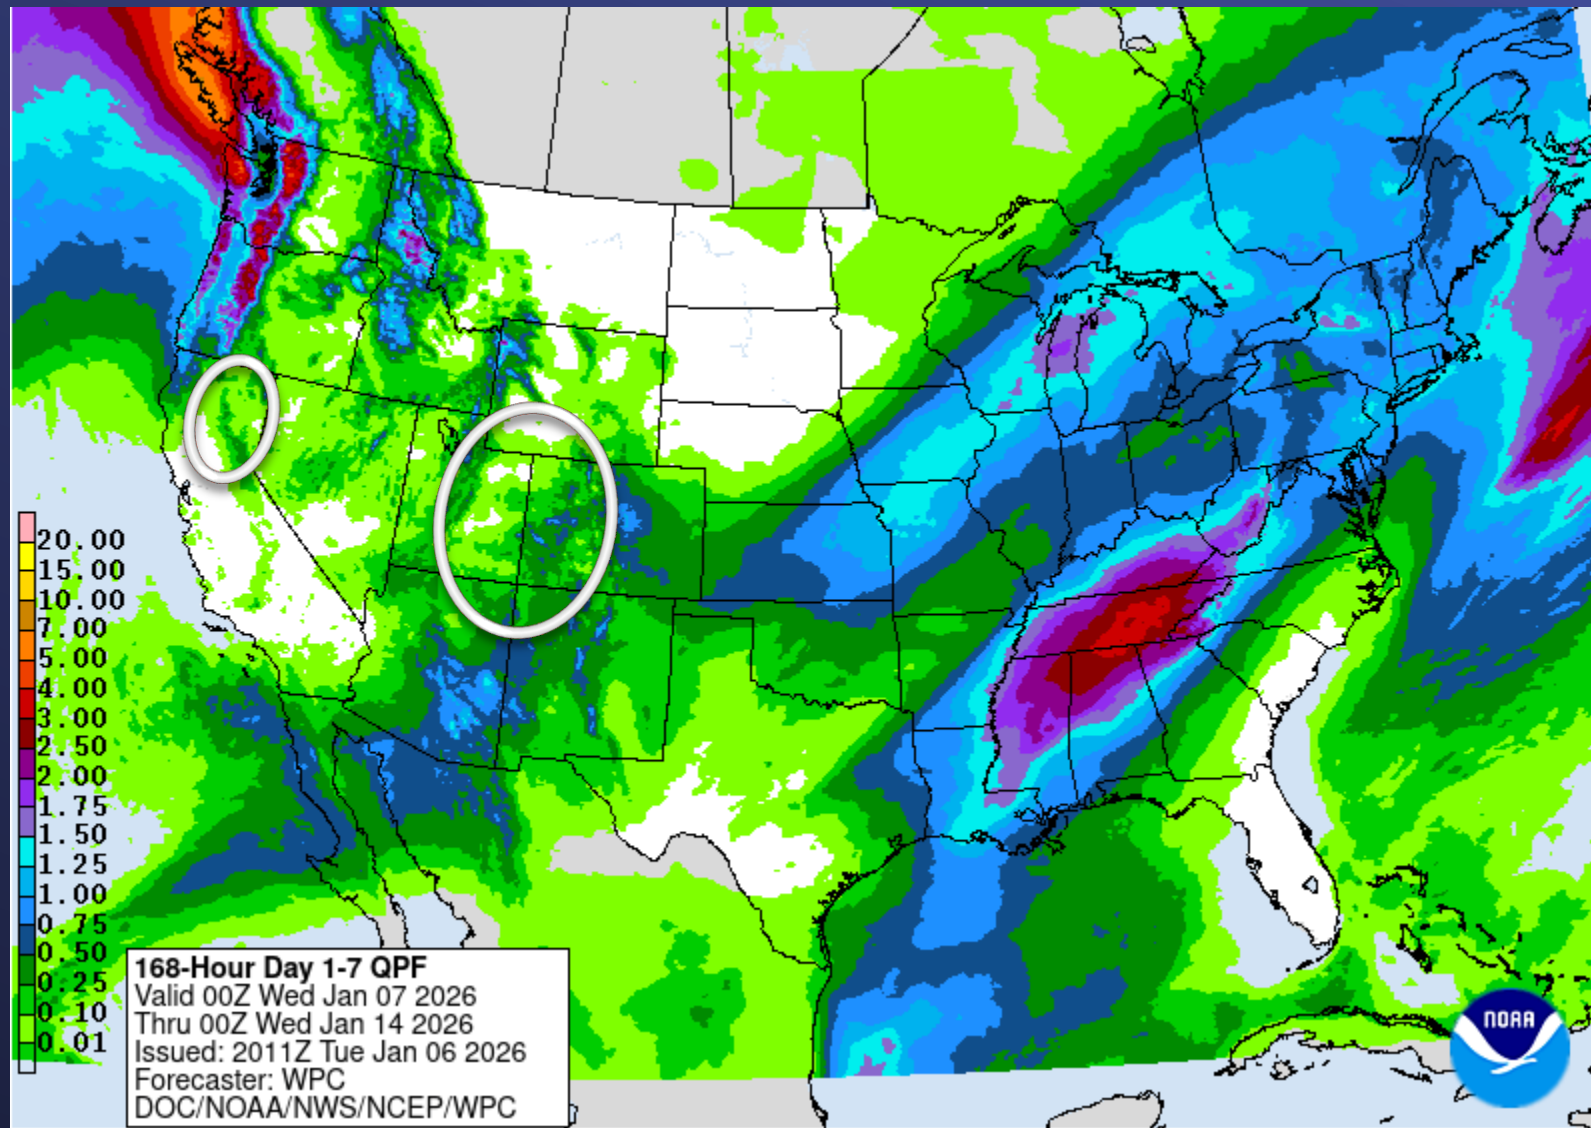 20.00
15.00
10.00
7.00
5.00
4.00
3.00
2.50
2.00
1.75
1.50
1.25
1.00
0.75
0.50
0.25
0.10
0.01
168-Hour Day 1-7 QPF
Valid 00Z Wed Jan 07 2026
Thru 00Z Wed Jan 14 2026
Issued: 2011Z Tue Jan 06 2026
Forecaster: WPC
DOC/NOAA/NWS/NCEP/WPC
NOAA